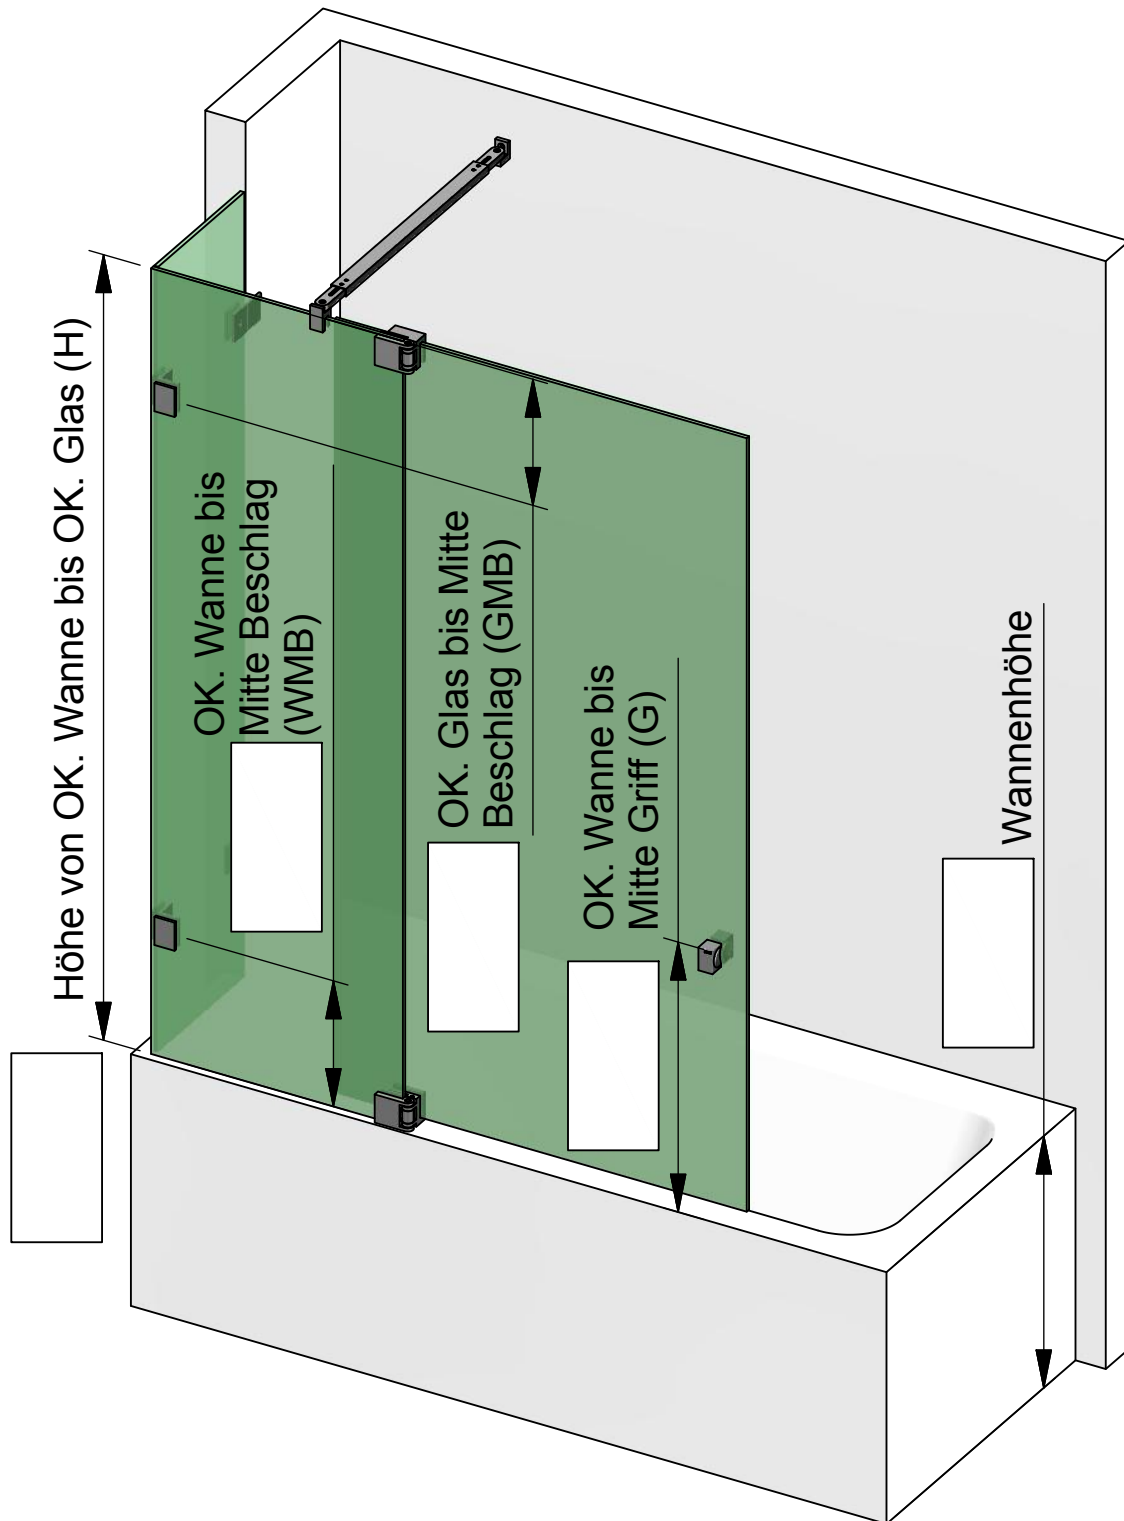 Höhe von OK. Wanne bis OK. Glas (H)
OK. Wanne bis
Mitte Beschlag
(WMB)
OK. Glas bis Mitte
Beschlag (GMB)
OK. Wanne bis
Mitte Griff (G)
Wannenhöhe